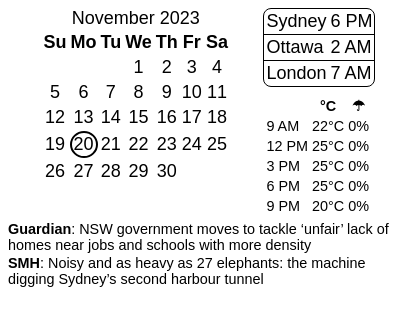 November 2023
Su Mo Tu We Th Fr Sa
1 2 3 4
5 6 7 8 9 10 11
12 13 14 15 16 17 18
19 20 21 22 23 24 25
26 27 28 29 30
Sydney 6 PM
Ottawa 2 AM
London 7 AM
°C ☂
9 AM 22°C 0%
12 PM 25°C 0%
3 PM 25°C 0%
6 PM 25°C 0%
9 PM 20°C 0%
Guardian: NSW government moves to tackle ‘unfair’ lack of
homes near jobs and schools with more density
SMH: Noisy and as heavy as 27 elephants: the machine
digging Sydney’s second harbour tunnel